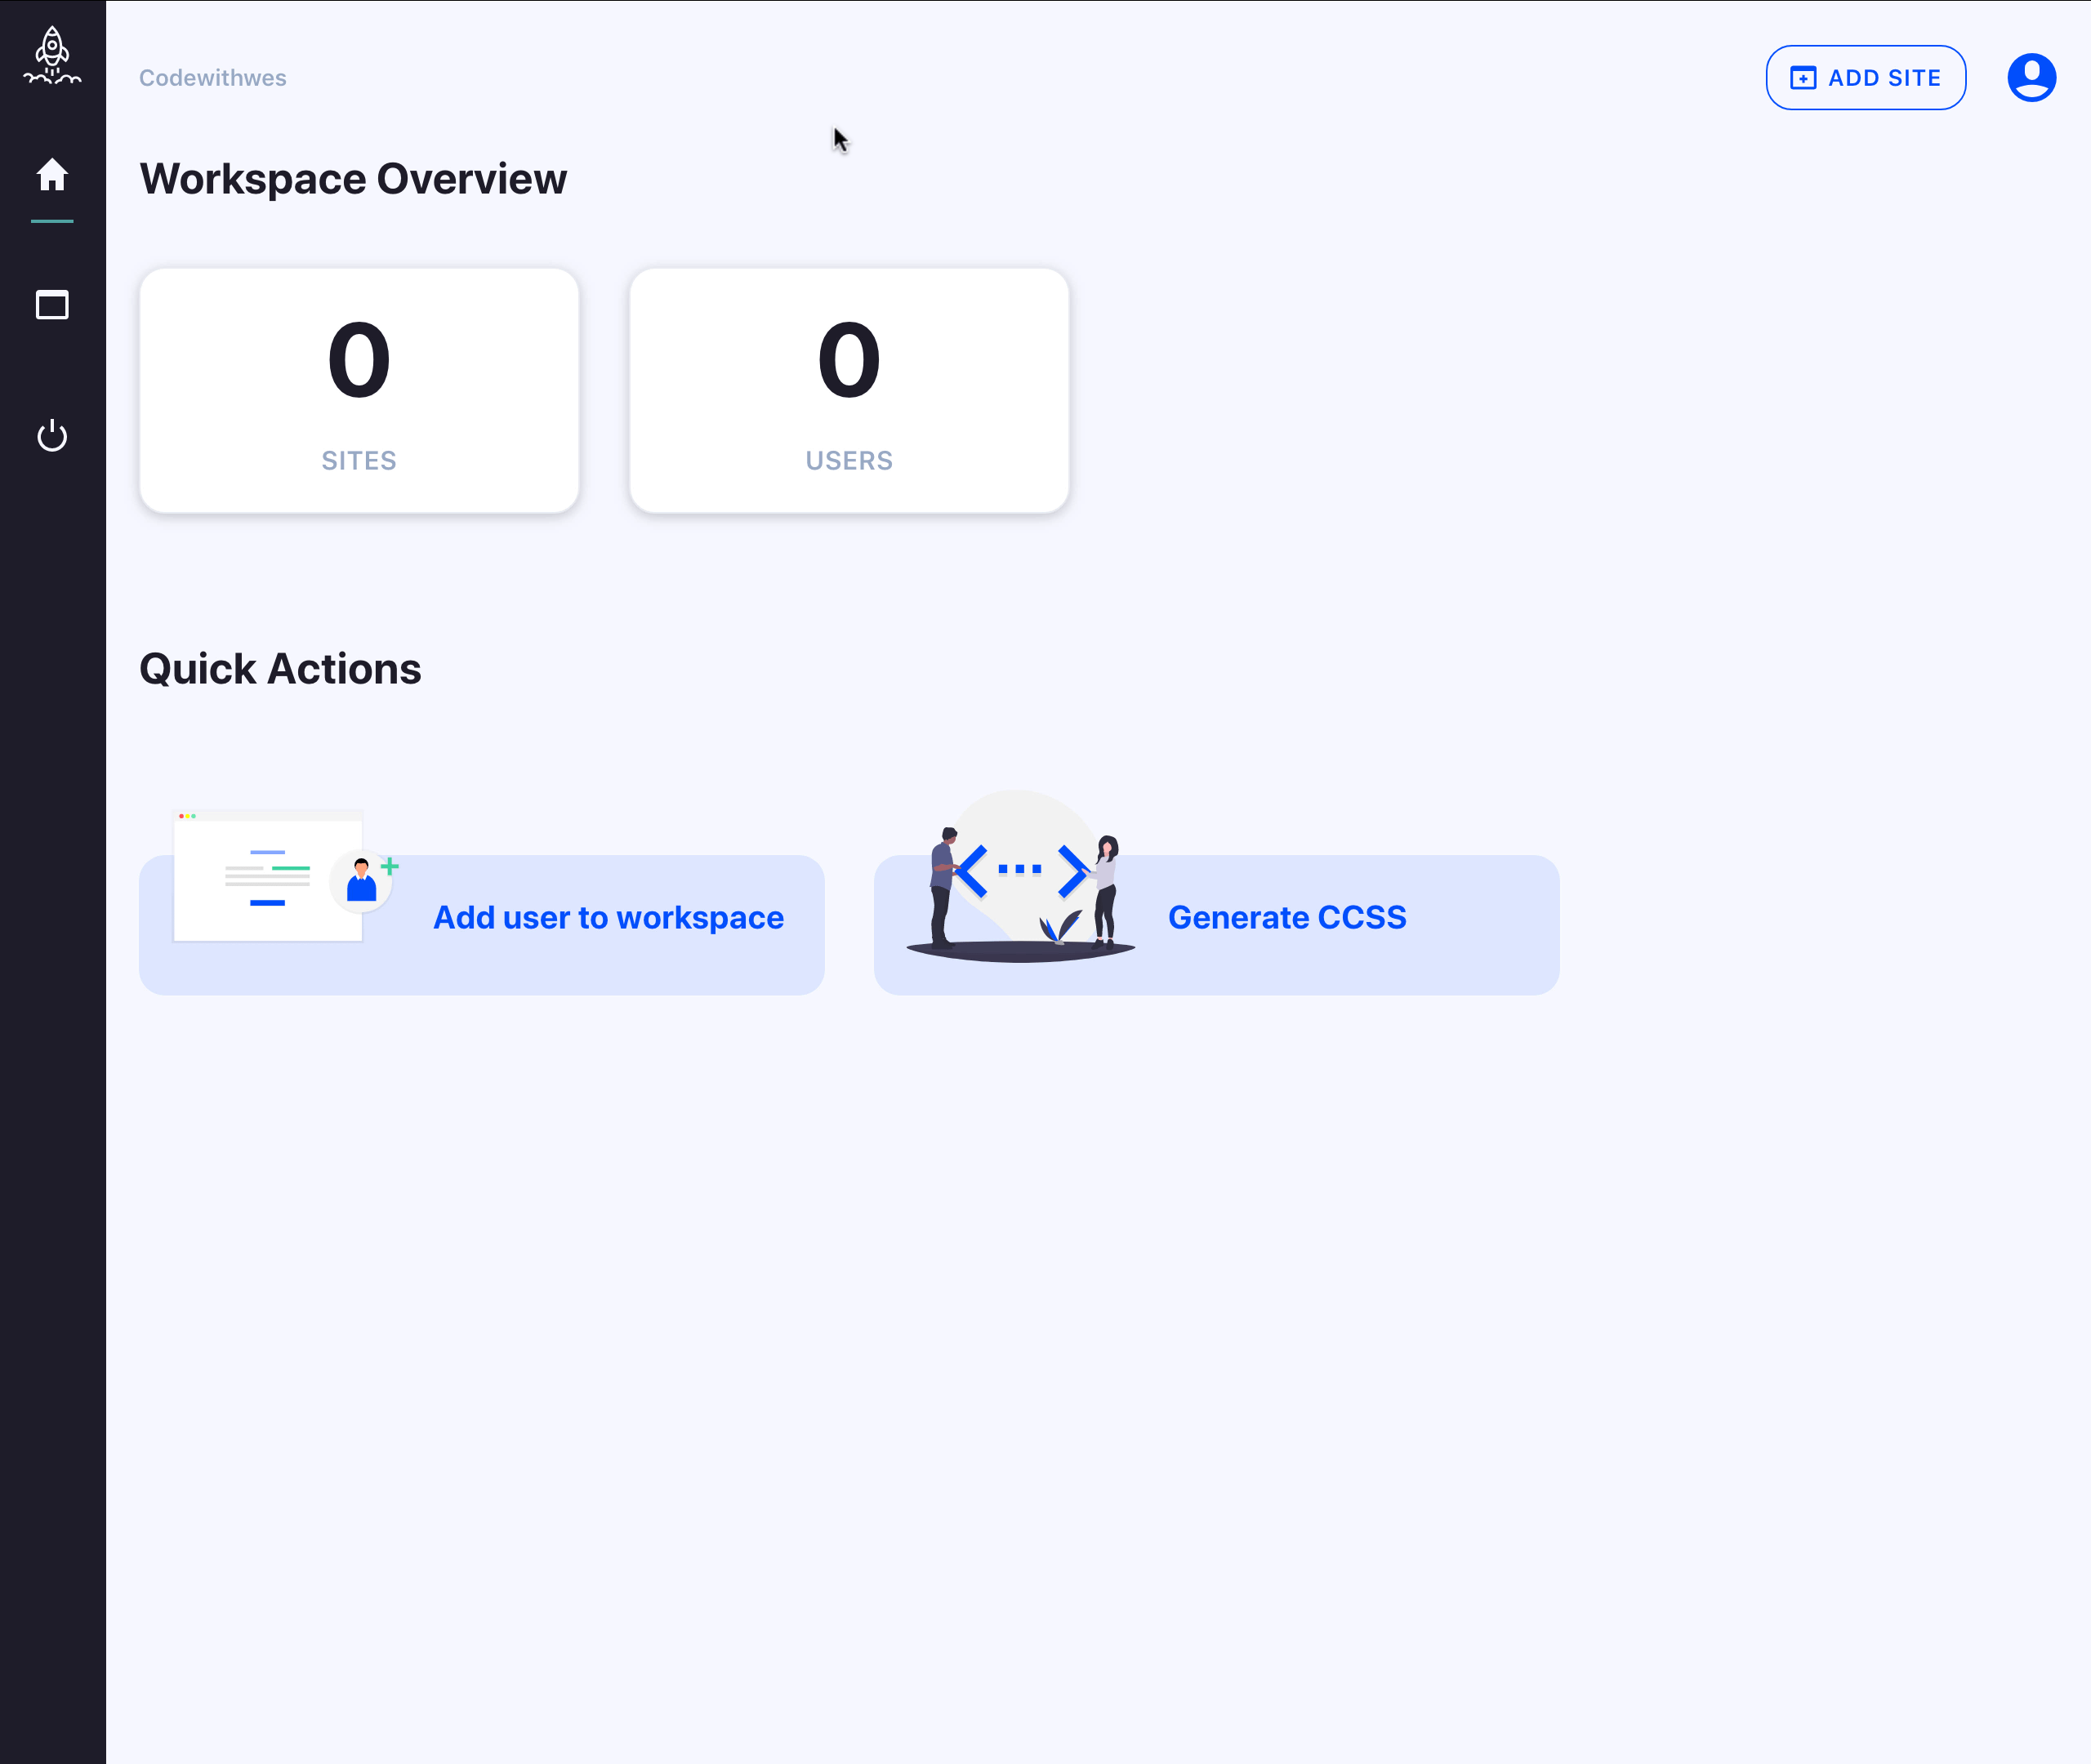 Codewithwes
ADD SITE
Workspace Overview
0
SITES
0
USERS
Quick Actions
Add user to workspace
Generate CCSS